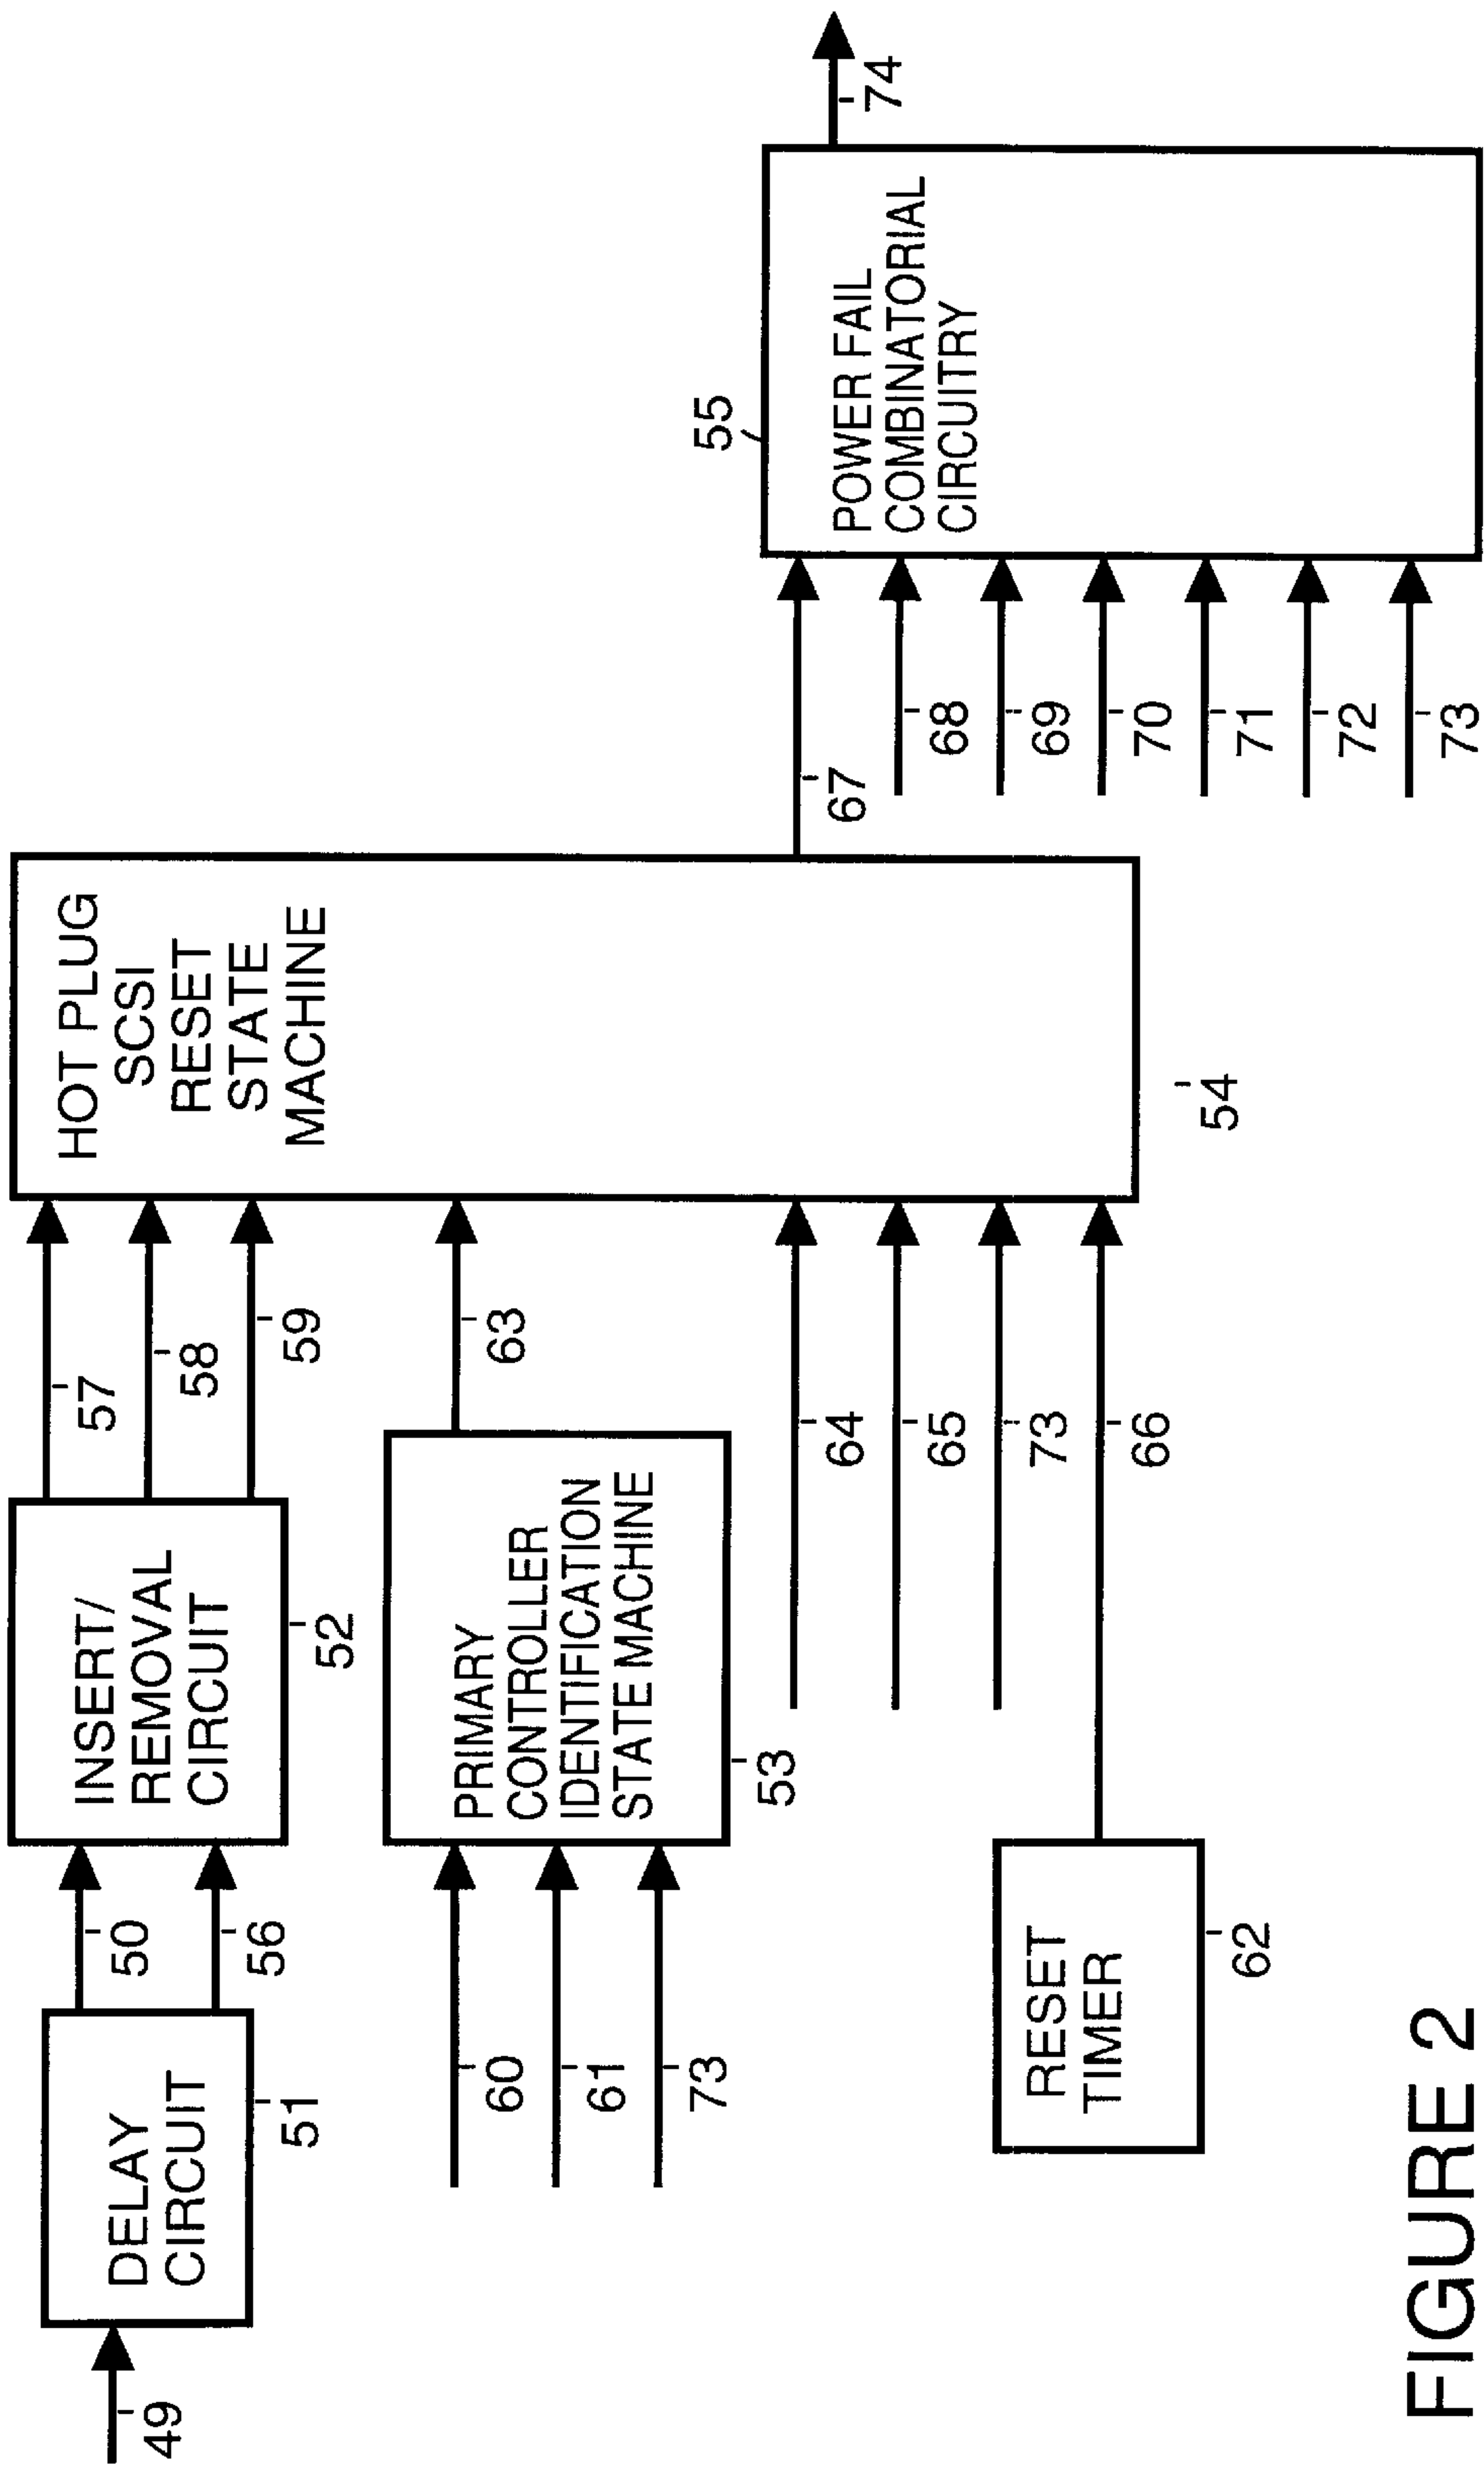 49
DELAY
CIRCUIT
51
50
56
INSERT/
REMOVAL
CIRCUIT
52
57
58
59
60
61
73
PRIMARY
CONTROLLER
IDENTIFICATION
STATE MACHINE
53
63
64
65
73
66
RESET
TIMER
62
HOT PLUG
SCSI
RESET
STATE
MACHINE
54
67
68
69
70
71
72
73
55
POWER FAIL
COMBINATORIAL
CIRCUITRY
74
FIGURE 2